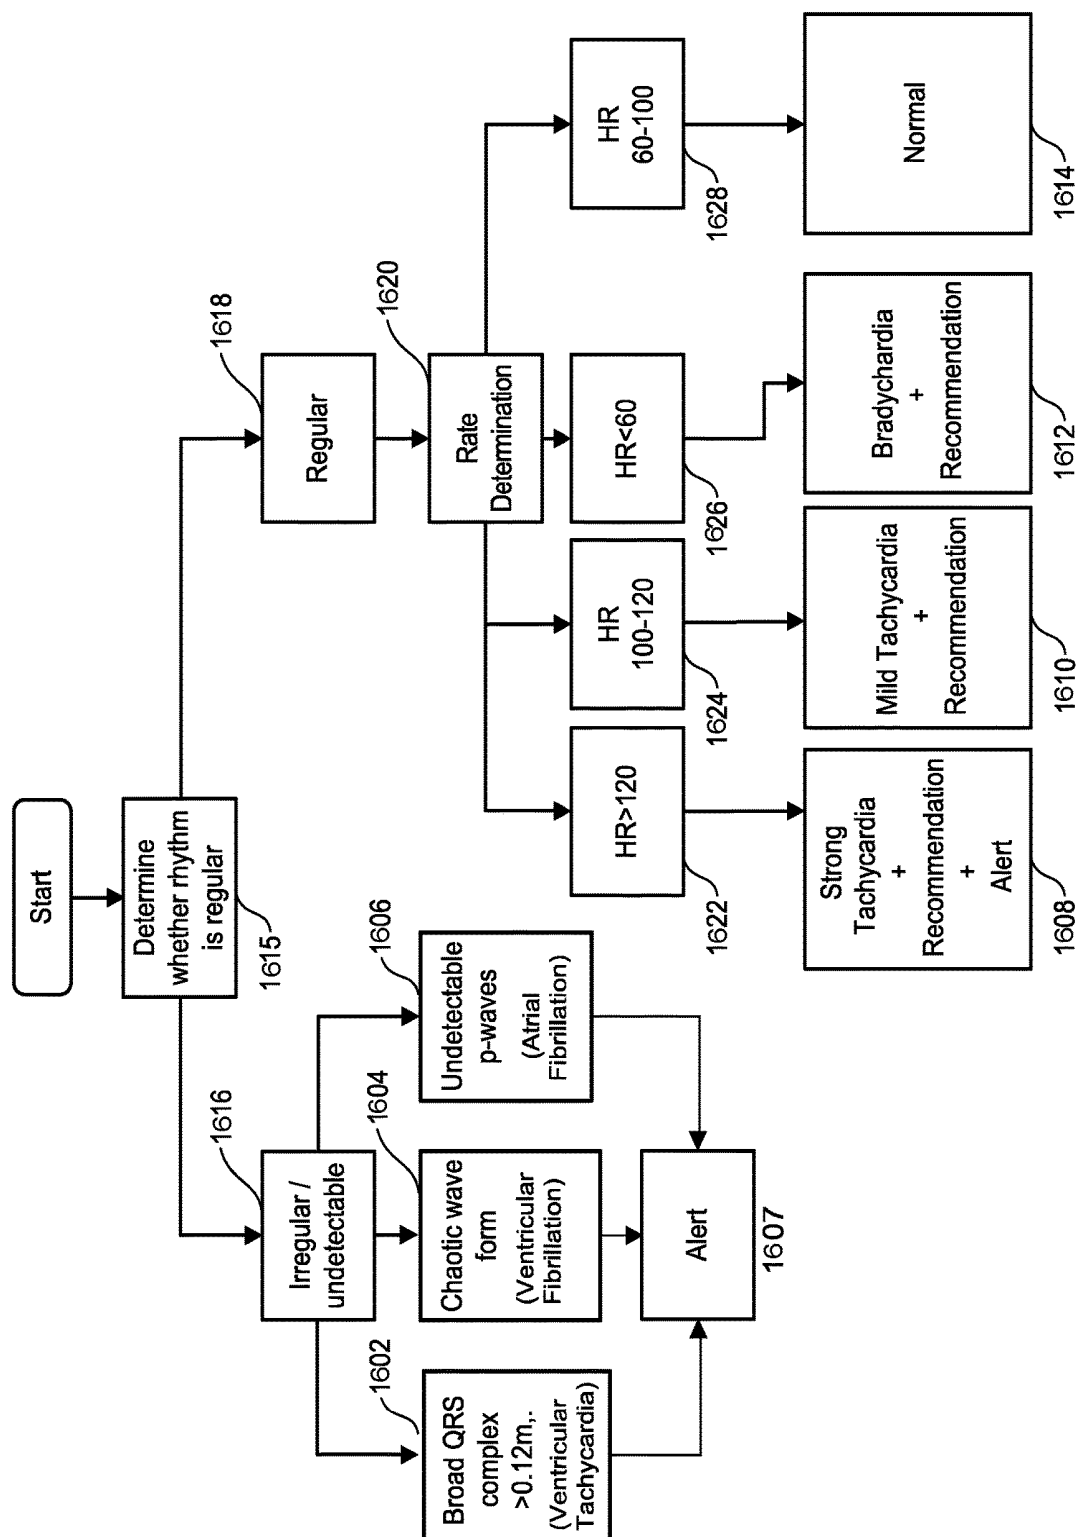 Start
Determine
whether rhythm
is regular
1615
Irregular /
undetectable
1616
Regular
1618
Broad QRS
complex
>0.12m,.
(Ventricular
Tachycardia)
1602
Chaotic wave
form
(Ventricular
Fibrillation)
1604
Undetectable
p-waves
(Atrial
Fibrillation)
1606
Alert
1607
Rate
Determination
1620
HR>120
1622
HR
100-120
1624
HR<60
1626
HR
60-100
1628
Strong
Tachycardia
+
Recommendation
+
Alert
1608
Mild Tachycardia
+
Recommendation
1610
Bradychardia
+
Recommendation
1612
Normal
1614